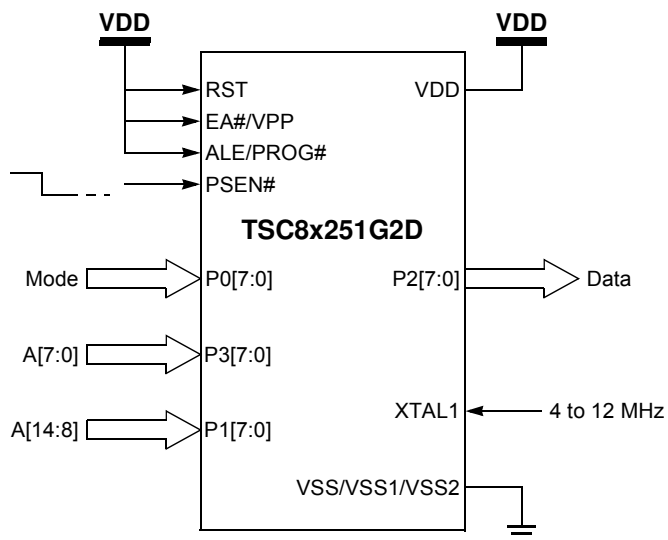 VDD
VDD
RST
VDD
EA#/VPP
ALE/PROG#
PSEN#
TSC8x251G2D
Mode
P0[7:0]
P2[7:0]
Data
A[7:0]
P3[7:0]
XTAL1
4 to 12 MHz
A[14:8]
P1[7:0]
VSS/VSS1/VSS2